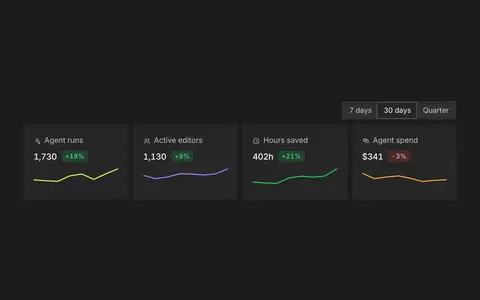 7 days 30 days Quarter
Agent runs
1,730 +18%
Active editors
1,130 +9%
Hours saved
402h +21%
Agent spend
$341 -3%